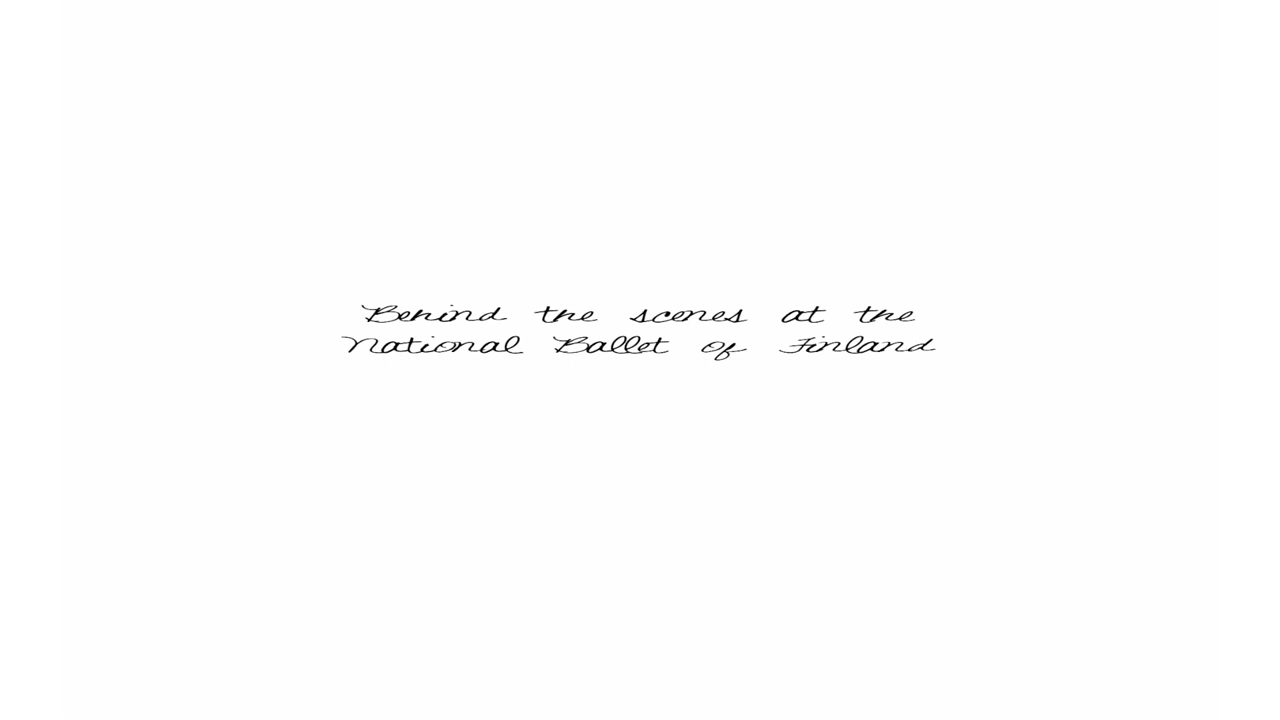 Behind the scenes at the
National Ballet of Finland